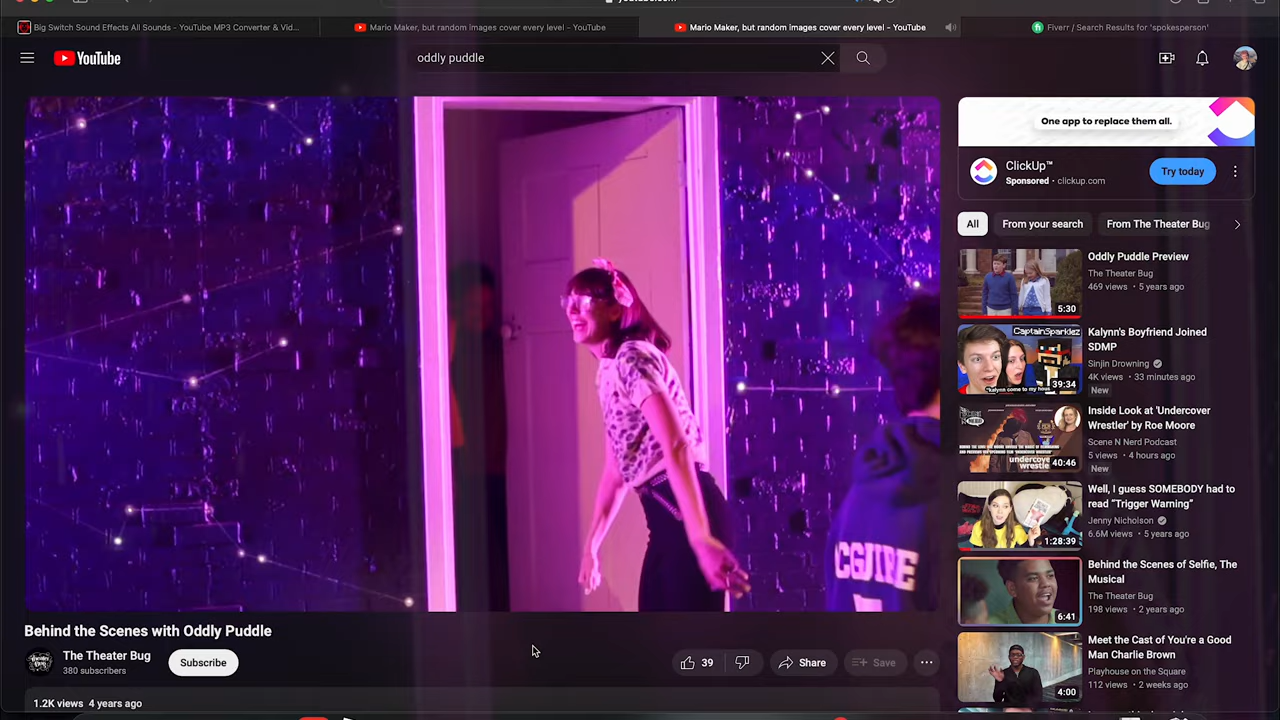 Big Switch Sound Effects All Sounds - YouTube MP3 Converter & Vid...
Mario Maker, but random images cover every level - YouTube
Mario Maker, but random images cover every level - YouTube
Fiverr / Search Results for 'spokesperson'
YouTube
oddly puddle
One app to replace them all.
ClickUp™
Sponsored · clickup.com
Try today
All
From your search
From The Theater Bug
Oddly Puddle Preview
The Theater Bug
469 views · 5 years ago
5:30
CaptainSparklez
Kalynn's Boyfriend Joined
SDMP
Sinjin Drowning
4K views · 33 minutes ago
New
39:34
Inside Look at 'Undercover
Wrestler' by Roe Moore
Scene N Nerd Podcast
5 views · 4 hours ago
New
40:46
Well, I guess SOMEBODY had to
read “Trigger Warning”
Jenny Nicholson
6.6M views · 5 years ago
1:28:39
Behind the Scenes of Selfie, The
Musical
The Theater Bug
198 views · 2 years ago
6:41
Meet the Cast of You're a Good
Man Charlie Brown
Playhouse on the Square
112 views · 2 weeks ago
4:00
CGUIRE
Behind the Scenes with Oddly Puddle
The Theater Bug
380 subscribers
Subscribe
39
Share
Save
1.2K views 4 years ago